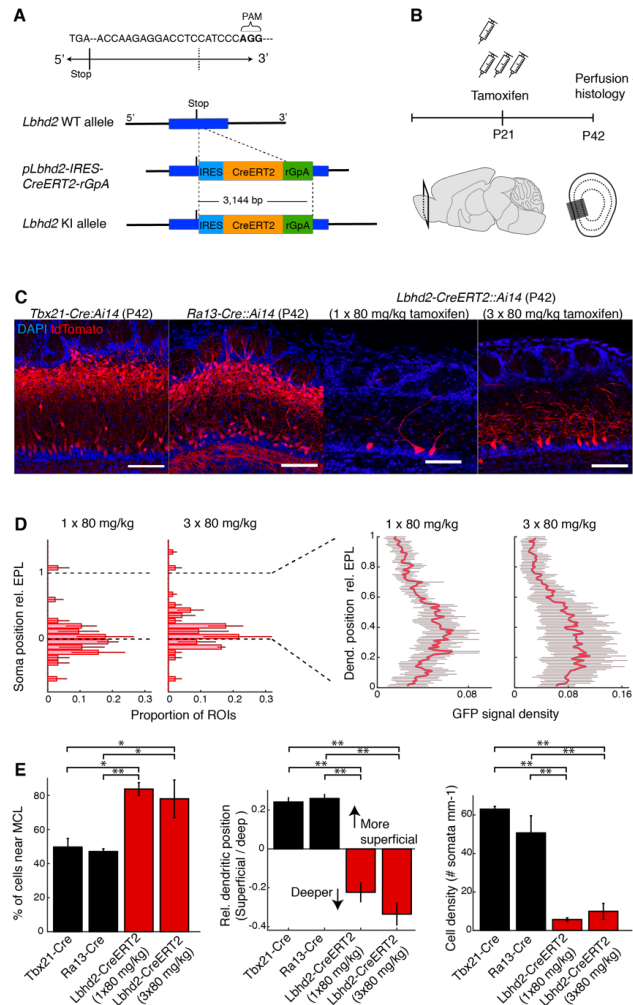 A
PAM
TGA--ACCAAGAGGACCTCCATCCCAGG---
5’
3’
Stop
Stop
Lbhd2 WT allele
5’
3’
pLbhd2-IRES-
CreERT2-rGpA
IRES
CreERT2
rGpA
3,144 bp
Lbhd2 KI allele
IRES
CreERT2
rGpA
B
Tamoxifen
Perfusion
histology
P21
P42
C
Lbhd2-CreERT2::Ai14 (P42)
Tbx21-Cre:Ai14 (P42)
Ra13-Cre::Ai14 (P42)
(1 x 80 mg/kg tamoxifen)
(3 x 80 mg/kg tamoxifen)
DAPI tdTomato
D
1 x 80 mg/kg
3 x 80 mg/kg
Soma position rel. EPL
1
0
0
0.1
0.2
0.3
0
0.1
0.2
0.3
Proportion of ROIs
1 x 80 mg/kg
3 x 80 mg/kg
Dend. position rel. EPL
1
0.8
0.6
0.4
0.2
0
0
0.08
0
0.08
0.16
GFP signal density
E
*
*
*
**
% of cells near MCL
80
60
40
20
0
Tbx21-Cre
Ra13-Cre
Lbhd2-CreERT2
(1x80 mg/kg)
Lbhd2-CreERT2
(3x80 mg/kg)
**
**
**
**
Rel. dendritic position
(Superficial / deep)
0.2
0
-0.2
-0.4
More
superficial
Deeper
Tbx21-Cre
Ra13-Cre
Lbhd2-CreERT2
(1x80 mg/kg)
Lbhd2-CreERT2
(3x80 mg/kg)
**
**
**
**
Cell density (# somata mm-1)
60
40
20
0
Tbx21-Cre
Ra13-Cre
Lbhd2-CreERT2
(1x80 mg/kg)
Lbhd2-CreERT2
(3x80 mg/kg)